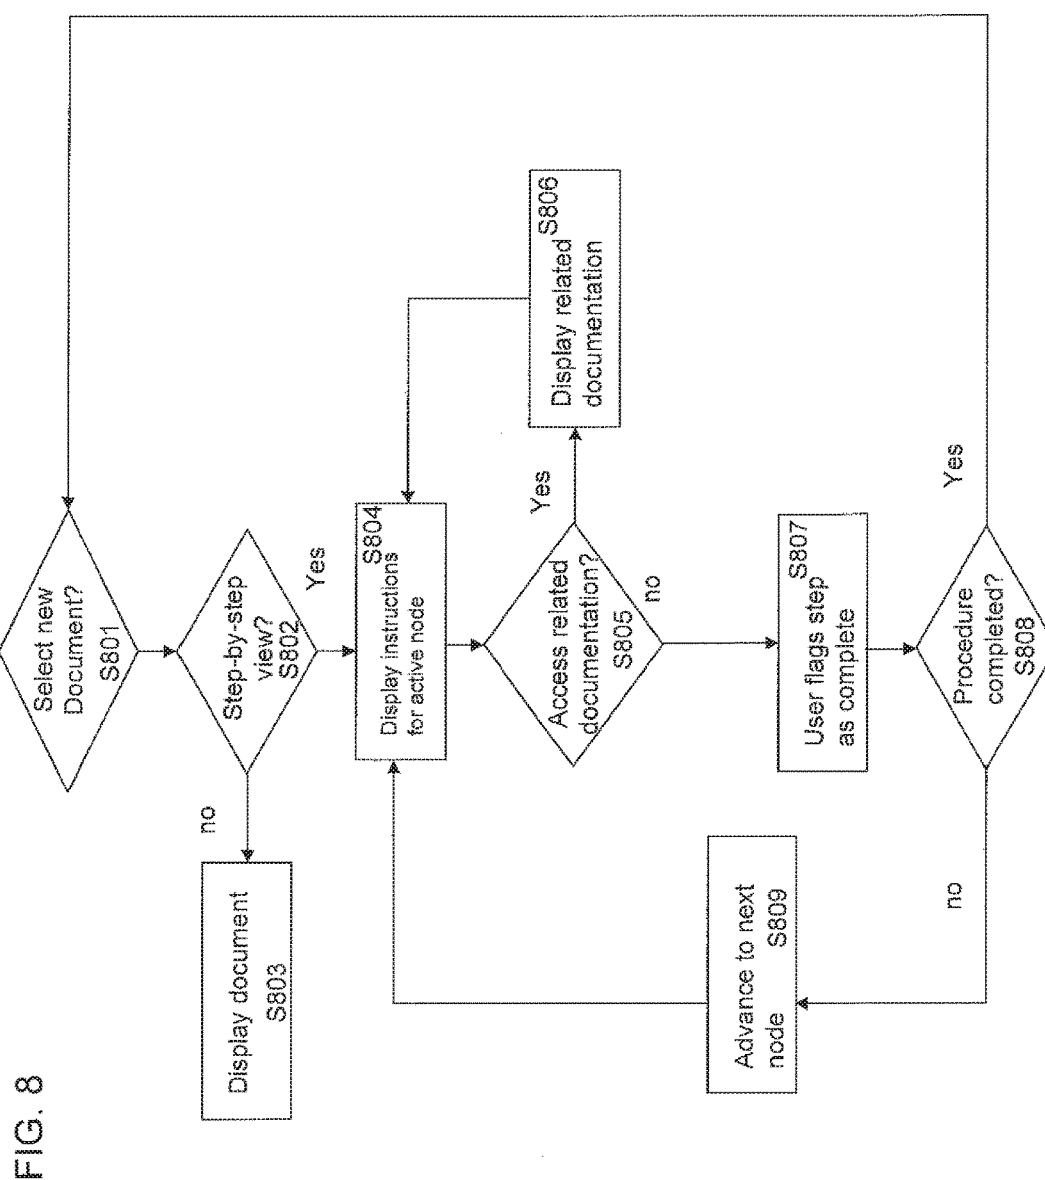 FIG. 8
Select new
Document?
S801
Step-by-step
view?
S802
no
Yes
Display document
S803
S804
Display instructions
for active node
Access related
documentation?
S805
Yes
no
S806
Display related
documentation
S807
User flags step
as complete
Procedure
completed?
S808
Yes
no
Advance to next
node S809